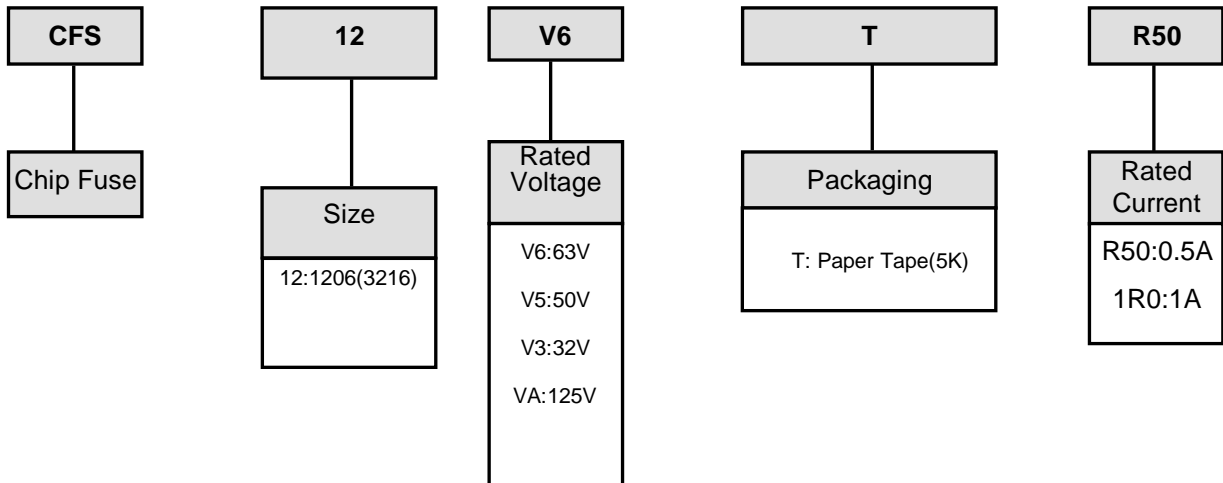 CFS
12
V6
T
R50
Chip Fuse
Size
12:1206(3216)
Rated
Voltage
V6:63V
V5:50V
V3:32V
VA:125V
Packaging
T: Paper Tape(5K)
Rated
Current
R50:0.5A
1R0:1A